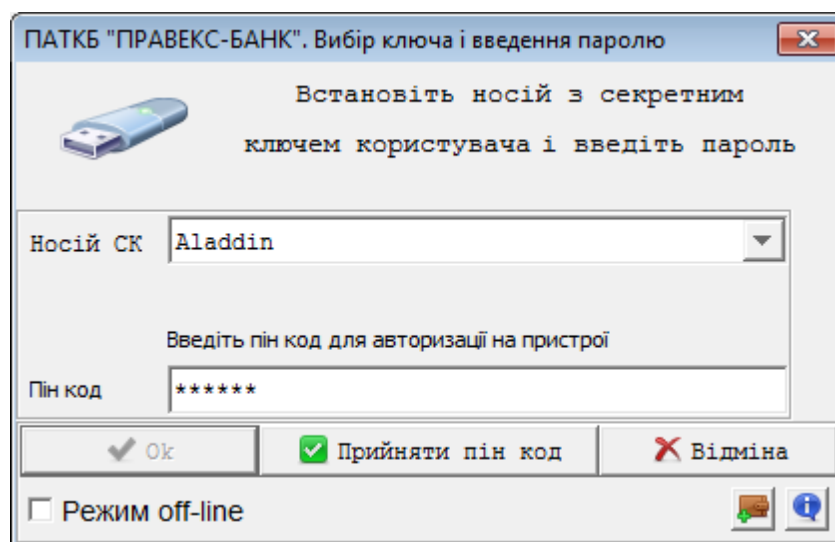 ПАТКБ "ПРАВЕКС-БАНК". Вибір ключа і введення паролю
Встановіть носій з секретним
ключем користувача і введіть пароль
Носій СК Aladdin
Введіть пін код для авторизації на пристрої
Пін код ******
Ok Прийняти пін код Відміна
Режим off-line